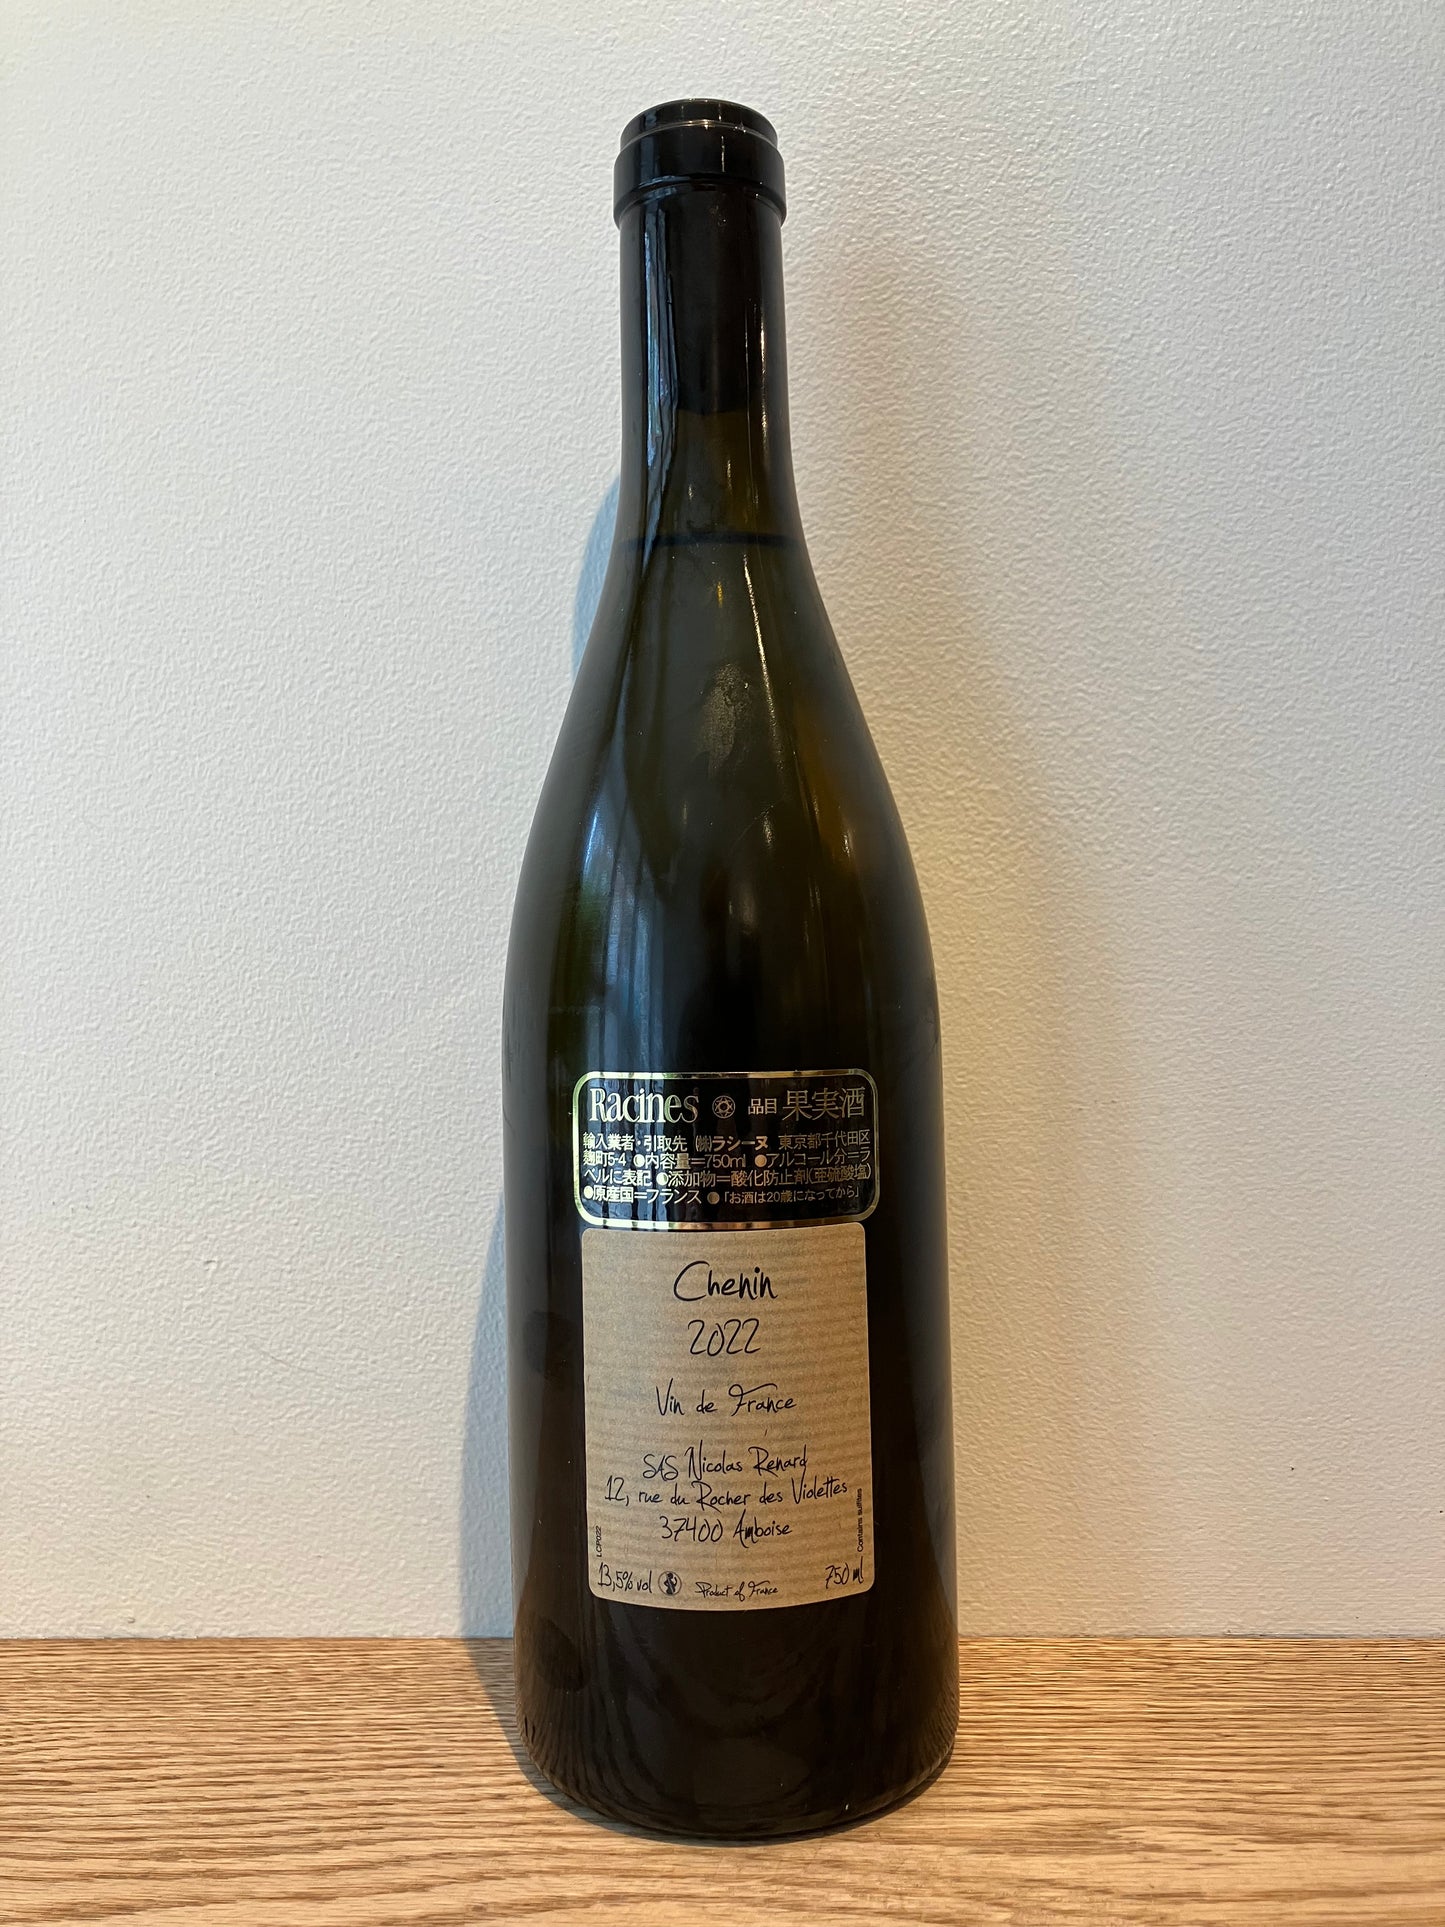 Racines 品目 果実酒
輸入業者・引取先 (株)ラシーヌ 東京都千代田区
麹町5-4 ●内容量=750ml ●アルコール分=ラ
ベルに表記 ●添加物=酸化防止剤(亜硫酸塩)
●原産国=フランス ●「お酒は20歳になってから」
Chenin
2022
Vin de France
SAS Nicolas Renard
12, rue du Rocher des Violettes
37400 Amboise
LCP022
Contains sulfites
13,5% vol Product of France 750 ml